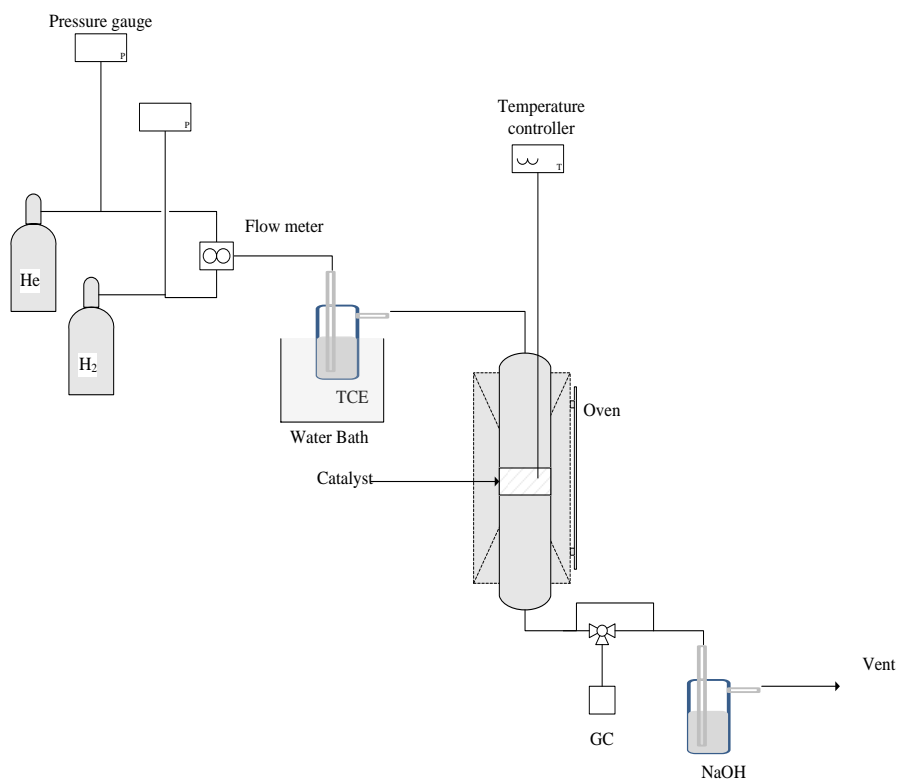 Pressure gauge
P
P
Temperature
controller
T
Flow meter
He
H₂
TCE
Water Bath
Oven
Catalyst
Vent
GC
NaOH